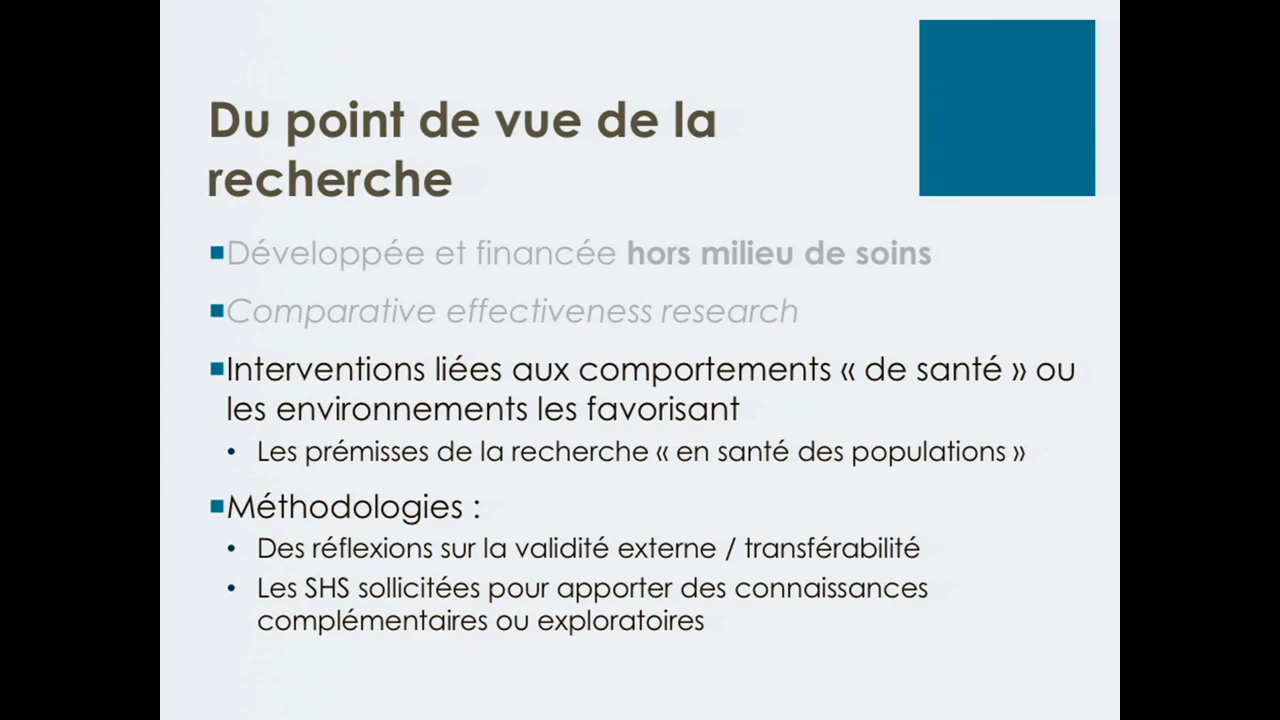 Du point de vue de la
recherche
Développée et financée hors milieu de soins
Comparative effectiveness research
Interventions liées aux comportements « de santé » ou
les environnements les favorisant
• Les prémisses de la recherche « en santé des populations »
Méthodologies :
• Des réflexions sur la validité externe / transférabilité
• Les SHS sollicitées pour apporter des connaissances
complémentaires ou exploratoires